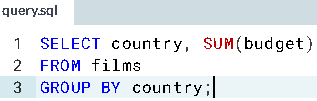 query.sql
1 SELECT country, SUM(budget)
2 FROM films
3 GROUP BY country;